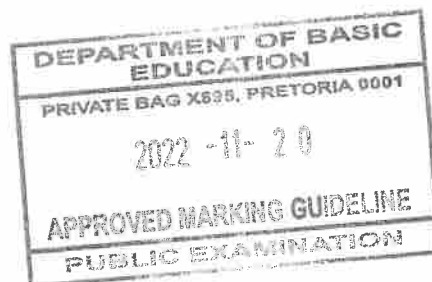 DEPARTMENT OF BASIC
EDUCATION
PRIVATE BAG X895, PRETORIA 0001
2022 -11- 20
APPROVED MARKING GUIDELINE
PUBLIC EXAMINATION